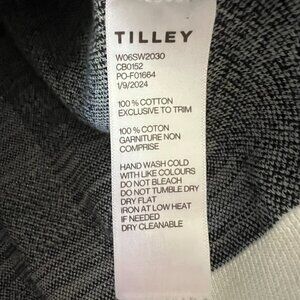 TILLEY
W06SW2030
CB0152
PO-F01664
1/9/2024
100% COTTON
EXCLUSIVE TO TRIM
100% COTON
GARNITURE NON
COMPRISE
HAND WASH COLD
WITH LIKE COLOURS
DO NOT BLEACH
DO NOT TUMBLE DRY
DRY FLAT
IRON AT LOW HEAT
IF NEEDED
DRY CLEANABLE